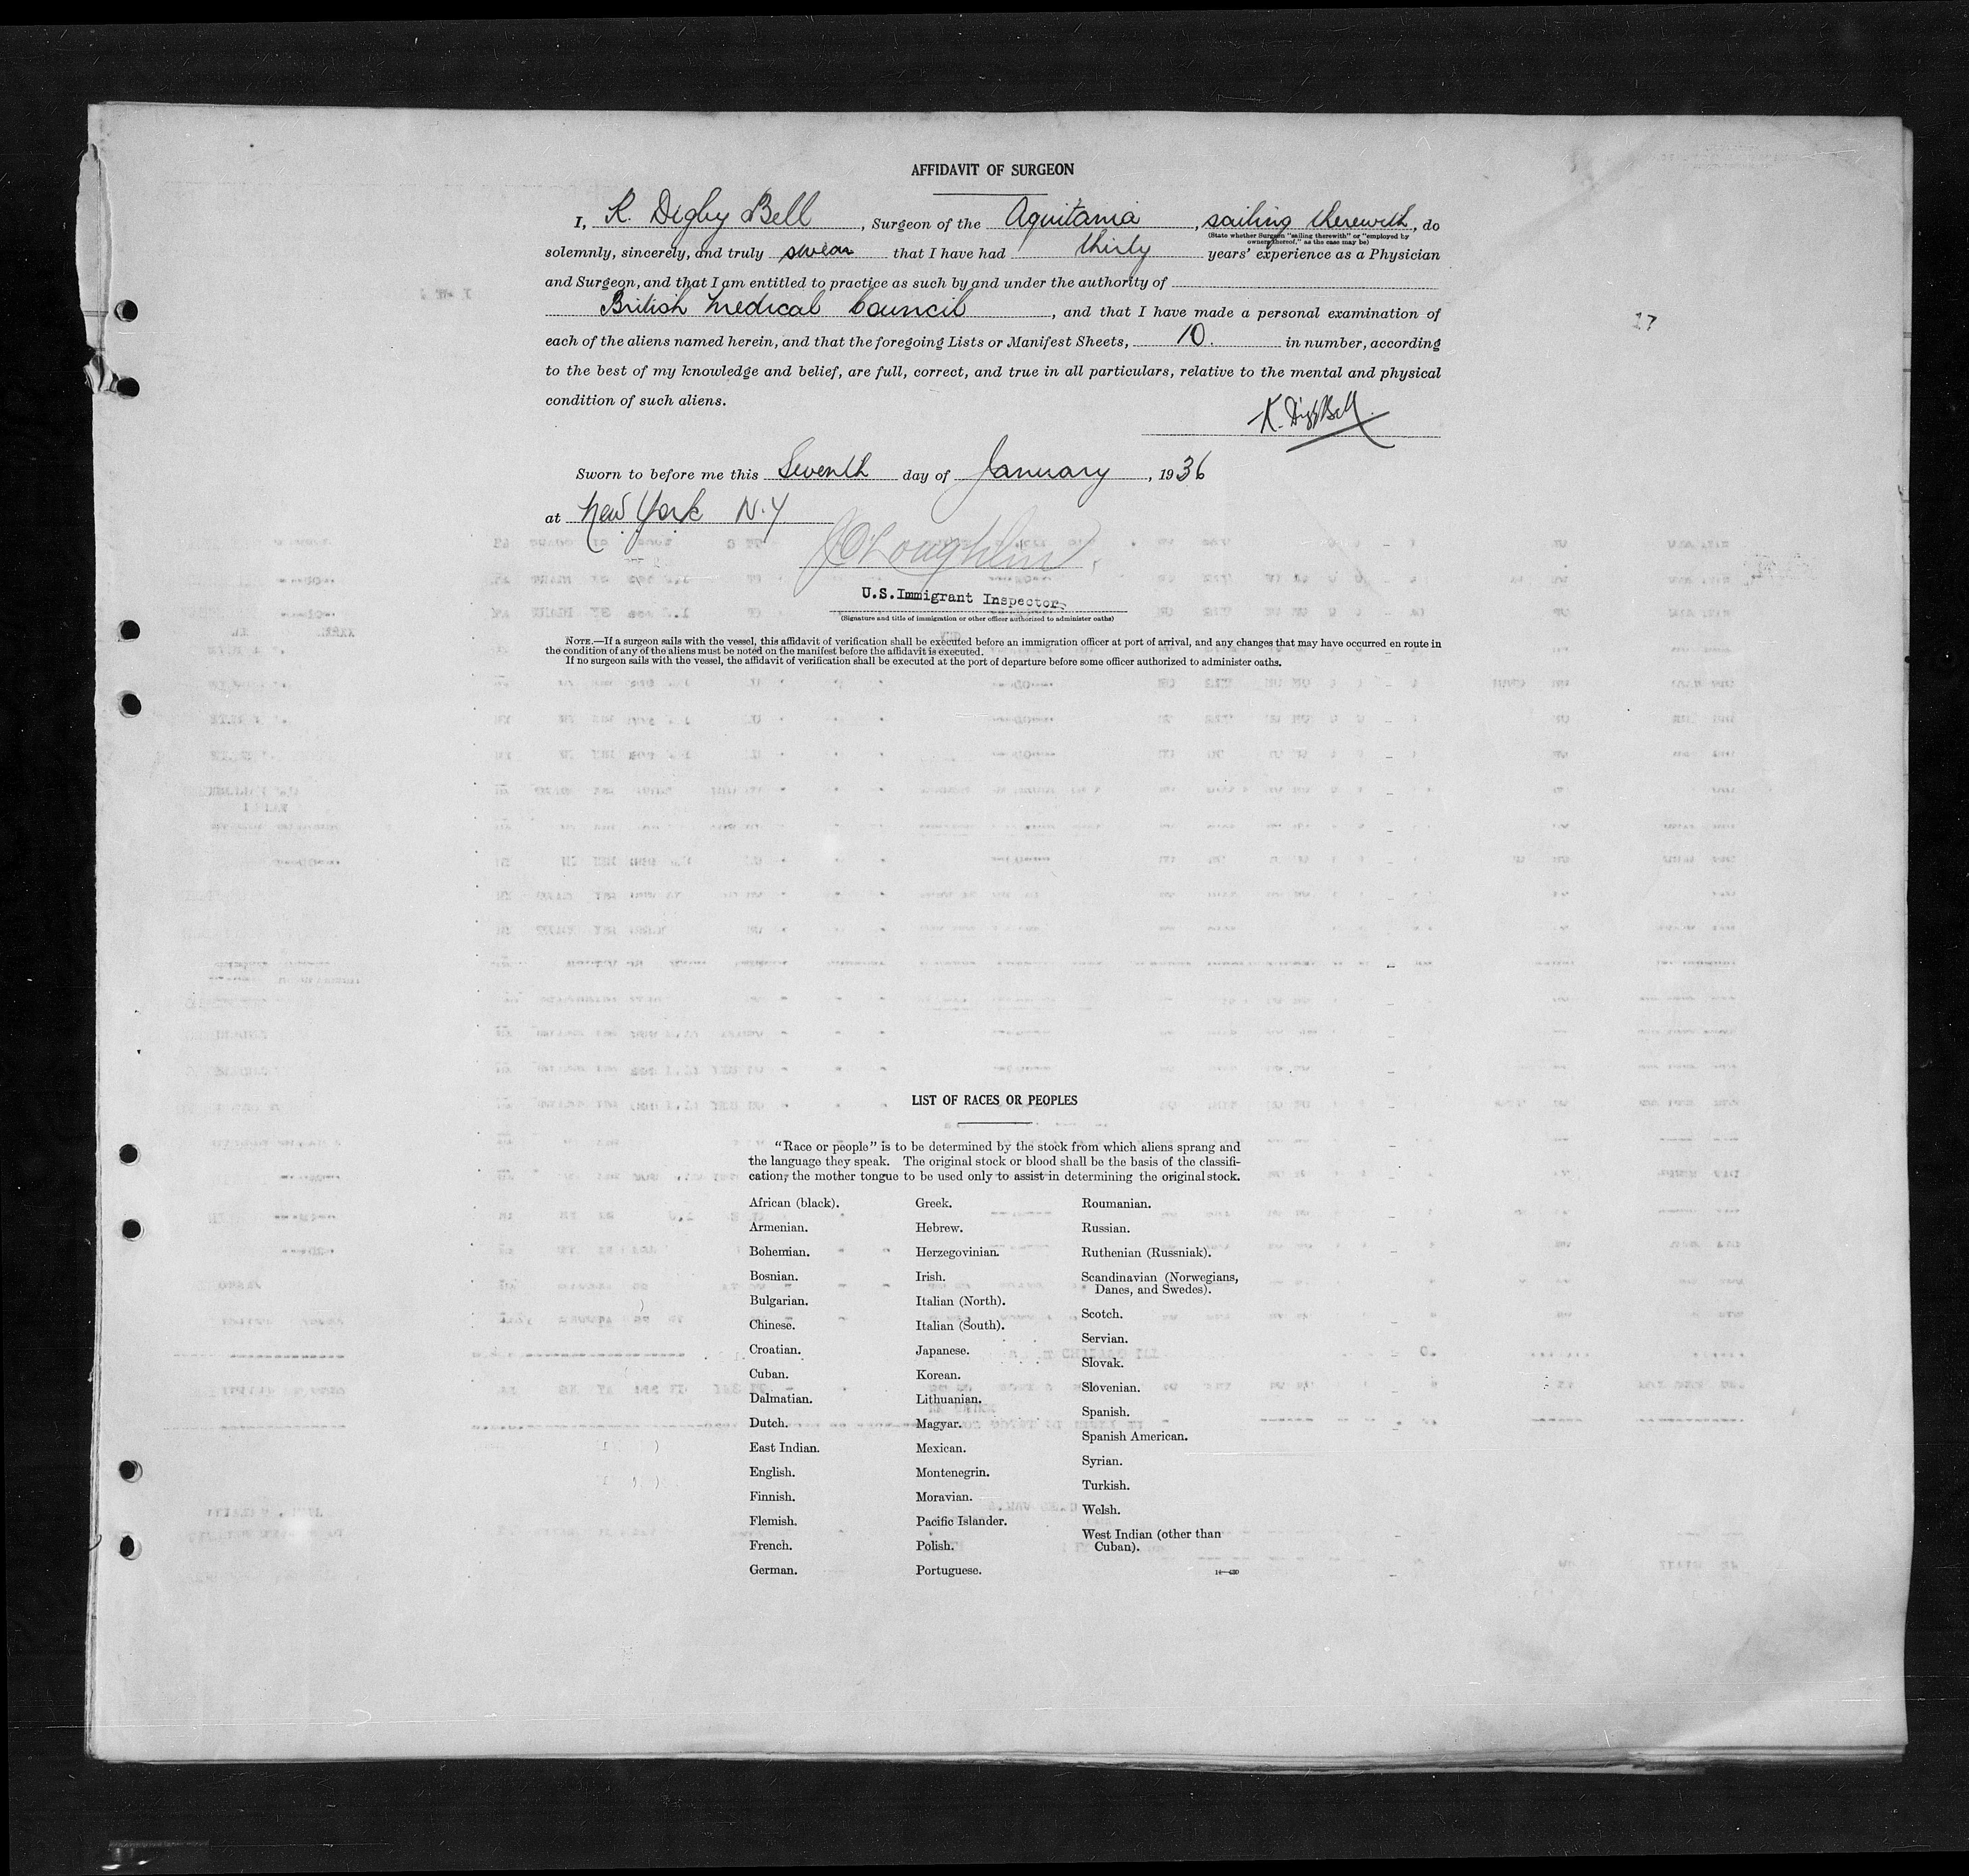 AFFIDAVIT OF SURGEON
I, R. Digby Bell, Surgeon of the Aquitania, sailing therewith, do
(State whether Surgeon "sailing therewith" or "employed by
owners thereof," as the case may be)
solemnly, sincerely, and truly swear that I have had thirty years' experience as a Physician
and Surgeon, and that I am entitled to practice as such by and under the authority of
British Medical Council, and that I have made a personal examination of
each of the aliens named herein, and that the foregoing Lists or Manifest Sheets, 10. in number, according
to the best of my knowledge and belief, are full, correct, and true in all particulars, relative to the mental and physical
condition of such aliens.
Sworn to before me this Seventh day of January, 1936
at New York N.Y
U.S.Immigrant Inspector
(Signature and title of immigration or other officer authorized to administer oaths)
NOTE.—If a surgeon sails with the vessel, this affidavit of verification shall be executed before an immigration officer at port of arrival, and any changes that may have occurred en route in
the condition of any of the aliens must be noted on the manifest before the affidavit is executed.
If no surgeon sails with the vessel, the affidavit of verification shall be executed at the port of departure before some officer authorized to administer oaths.
27
LIST OF RACES OR PEOPLES
"Race or people" is to be determined by the stock from which aliens sprang and
the language they speak. The original stock or blood shall be the basis of the classifi-
cation, the mother tongue to be used only to assist in determining the original stock.
African (black).
Armenian.
Bohemian.
Bosnian.
Bulgarian.
Chinese.
Croatian.
Cuban.
Dalmatian.
Dutch.
East Indian.
English.
Finnish.
Flemish.
French.
German.
Greek.
Hebrew.
Herzegovinian.
Irish.
Italian (North).
Italian (South).
Japanese.
Korean.
Lithuanian.
Magyar.
Mexican.
Montenegrin.
Moravian.
Pacific Islander.
Polish.
Portuguese.
Roumanian.
Russian.
Ruthenian (Russniak).
Scandinavian (Norwegians,
Danes, and Swedes).
Scotch.
Servian.
Slovak.
Slovenian.
Spanish.
Spanish American.
Syrian.
Turkish.
Welsh.
West Indian (other than
Cuban).